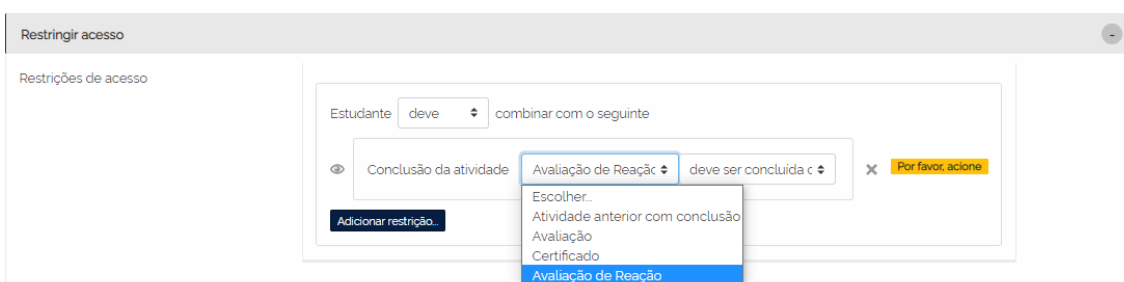 Restringir acesso
-
Restrições de acesso
Estudante deve combinar com o seguinte
Conclusão da atividade Avaliação de Reaçãc deve ser concluída c Por favor, acione
Escolher...
Atividade anterior com conclusão
Adicionar restrição...
Avaliação
Certificado
Avaliação de Reação